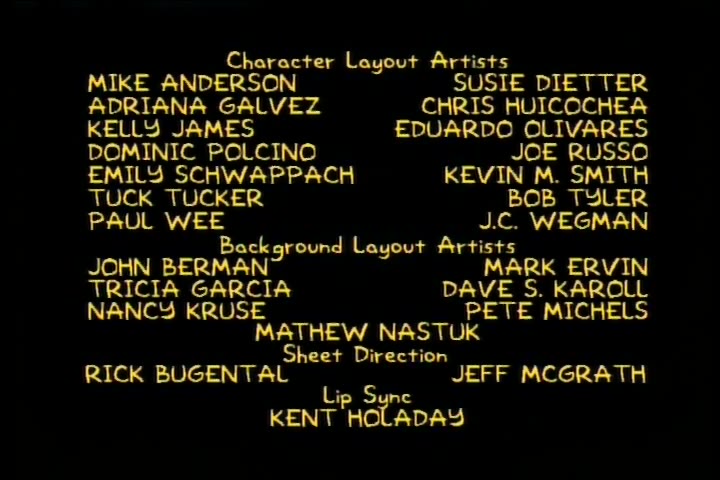 Character Layout Artists
MIKE ANDERSON SUSIE DIETTER
ADRIANA GALVEZ CHRIS HUICOCHEA
KELLY JAMES EDUARDO OLIVARES
DOMINIC POLCINO JOE RUSSO
EMILY SCHWAPPACH KEVIN M. SMITH
TUCK TUCKER BOB TYLER
PAUL WEE J.C. WEGMAN
Background Layout Artists
JOHN BERMAN MARK ERVIN
TRICIA GARCIA DAVE S. KAROLL
NANCY KRUSE PETE MICHELS
MATHEW NASTUK
Sheet Direction
RICK BUGENTAL JEFF MCGRATH
Lip Sync
KENT HOLADAY